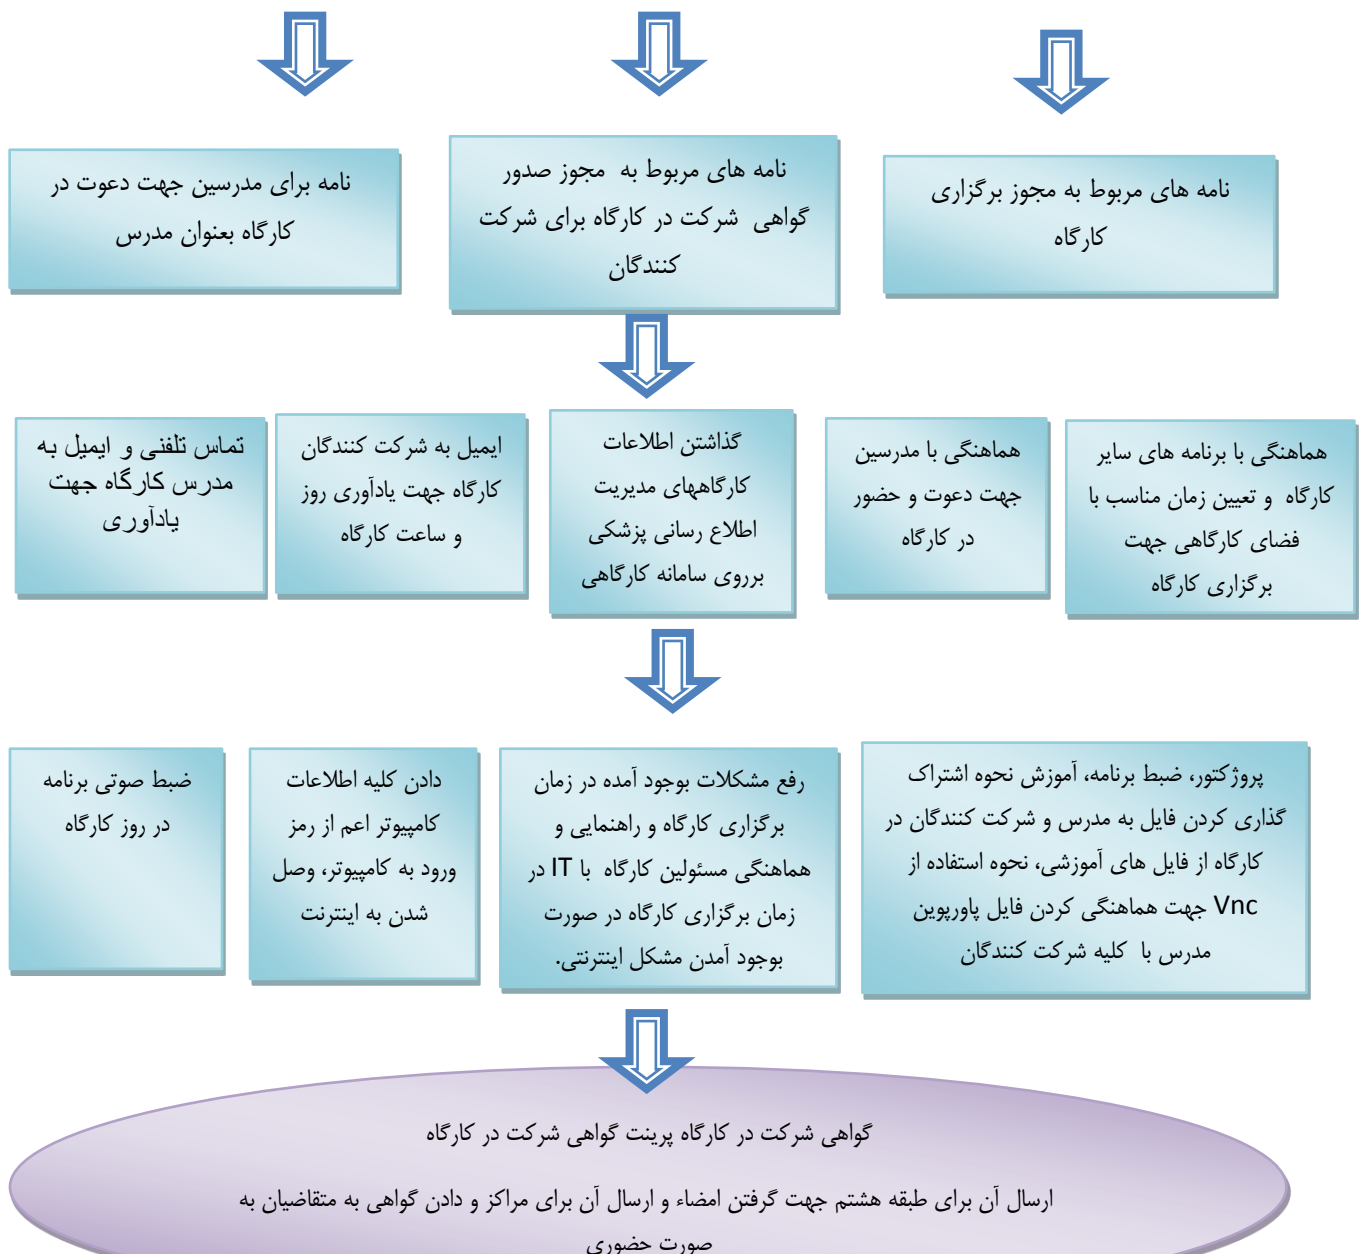 نامه های مربوط به مجوز برگزاری
کارگاه
نامه های مربوط به مجوز صدور
گواهی شرکت در کارگاه برای شرکت
کنندگان
نامه برای مدرسین جهت دعوت در
کارگاه بعنوان مدرس
هماهنگی با برنامه های سایر
کارگاه و تعیین زمان مناسب با
فضای کارگاهی جهت
برگزاری کارگاه
هماهنگی با مدرسین
جهت دعوت و حضور
در کارگاه
گذاشتن اطلاعات
کارگاههای مدیریت
اطلاع رسانی پزشکی
برروی سامانه کارگاهی
ایمیل به شرکت کنندگان
کارگاه جهت یادآوری روز
و ساعت کارگاه
تماس تلفنی و ایمیل به
مدرس کارگاه جهت
یادآوری
پروژکتور، ضبط برنامه، آموزش نحوه اشتراک
گذاری کردن فایل به مدرس و شرکت کنندگان در
کارگاه از فایل های آموزشی، نحوه استفاده از
Vnc جهت هماهنگی کردن فایل پاورپوین
مدرس با کلیه شرکت کنندگان
رفع مشکلات بوجود آمده در زمان
برگزاری کارگاه و راهنمایی و
هماهنگی مسئولین کارگاه با IT در
زمان برگزاری کارگاه در صورت
بوجود آمدن مشکل اینترنتی.
دادن کلیه اطلاعات
کامپیوتر اعم از رمز
ورود به کامپیوتر، وصل
شدن به اینترنت
ضبط صوتی برنامه
در روز کارگاه
گواهی شرکت در کارگاه پرینت گواهی شرکت در کارگاه
ارسال آن برای طبقه هشتم جهت گرفتن امضاء و ارسال آن برای مراکز و دادن گواهی به متقاضیان به
صورت حضوری